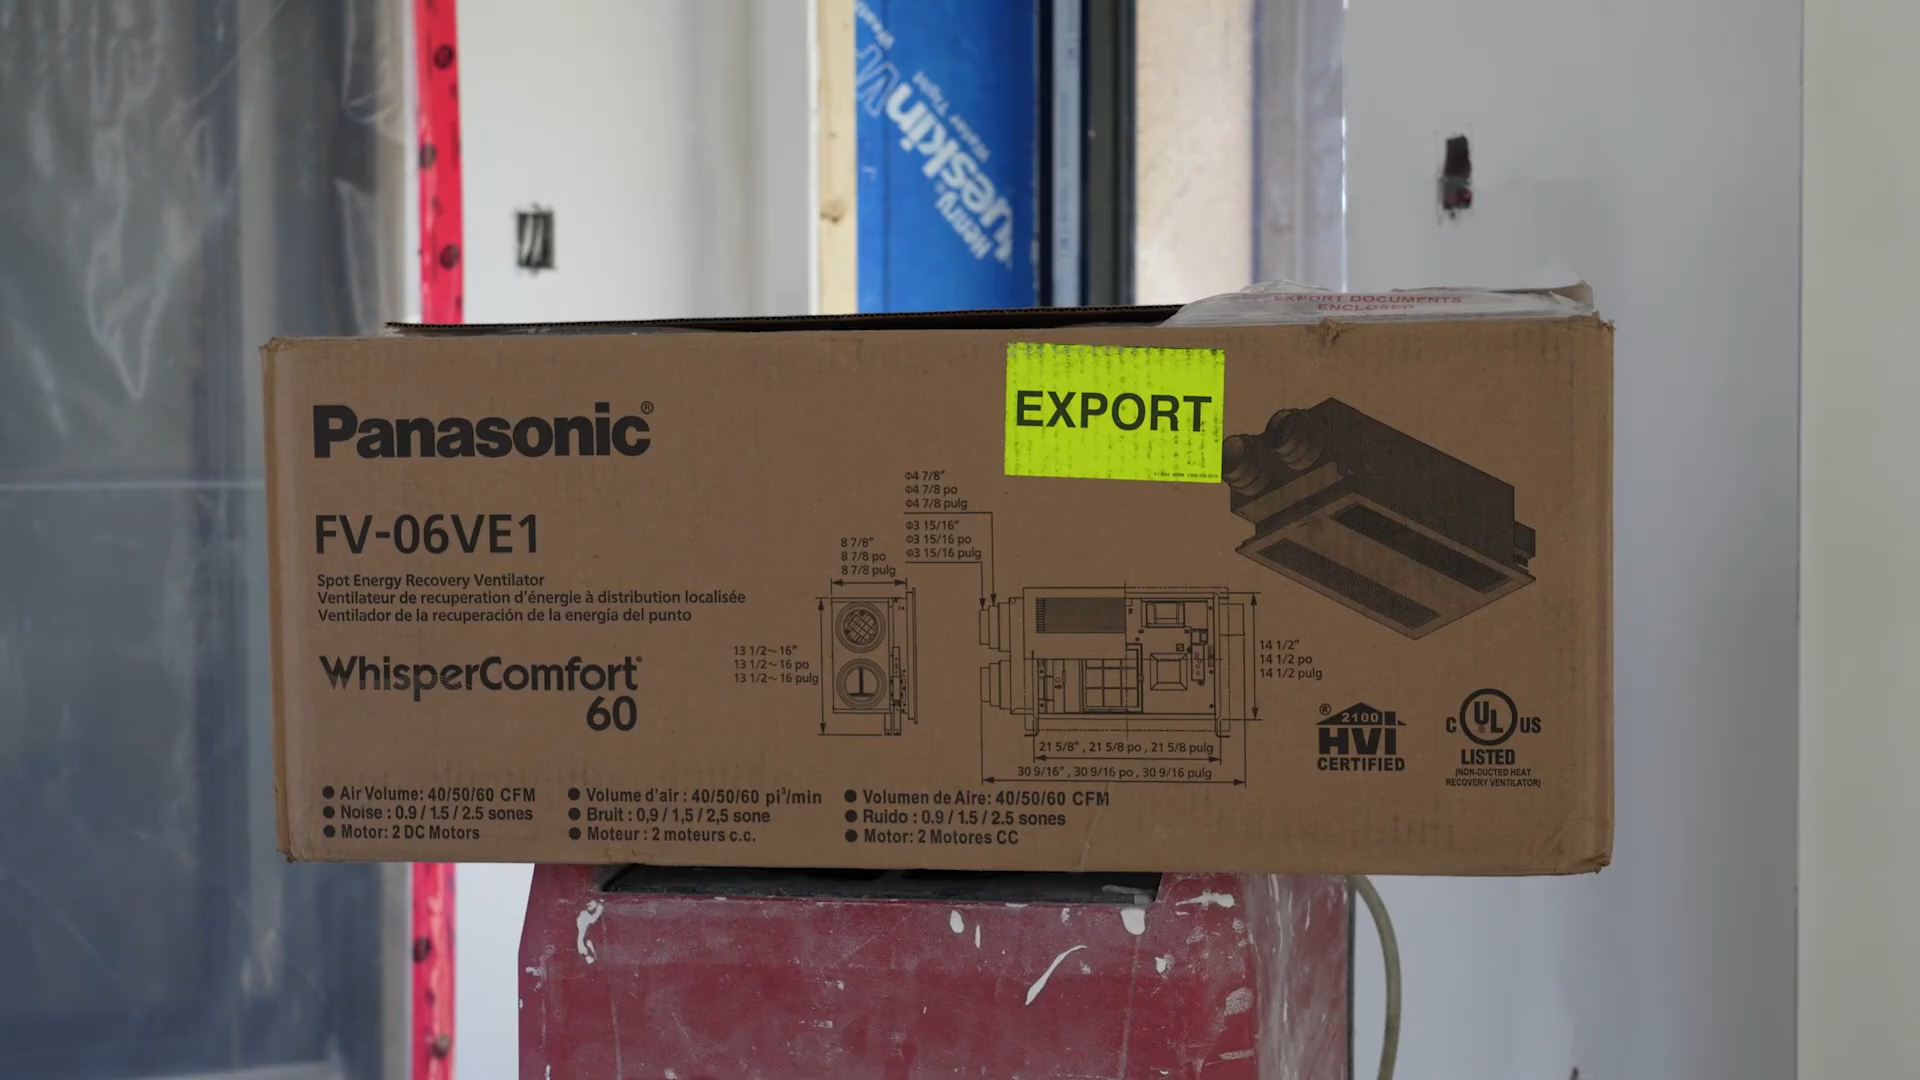 Henry
Blueskin
Water Tight
EXPORT DOCUMENTS
ENCLOSED
Panasonic®
EXPORT
FV-06VE1
Spot Energy Recovery Ventilator
Ventilateur de recuperation d'énergie à distribution localisée
Ventilador de la recuperación de la energía del punto
WhisperComfort
60
Φ4 7/8"
Φ4 7/8 po
Φ4 7/8 pulg
Φ3 15/16"
Φ3 15/16 po
Φ3 15/16 pulg
8 7/8"
8 7/8 po
8 7/8 pulg
13 1/2~16"
13 1/2~16 po
13 1/2~16 pulg
14 1/2"
14 1/2 po
14 1/2 pulg
21 5/8", 21 5/8 po, 21 5/8 pulg
30 9/16", 30 9/16 po, 30 9/16 pulg
® 2100
HVI
CERTIFIED
C UL® US
LISTED
(NON-DUCTED HEAT
RECOVERY VENTILATOR)
● Air Volume: 40/50/60 CFM
● Noise : 0.9 / 1.5 / 2.5 sones
● Motor: 2 DC Motors
● Volume d'air : 40/50/60 pi³/min
● Bruit : 0,9 / 1,5 / 2,5 sone
● Moteur : 2 moteurs c.c.
● Volumen de Aire: 40/50/60 CFM
● Ruido : 0.9 / 1.5 / 2.5 sones
● Motor: 2 Motores CC